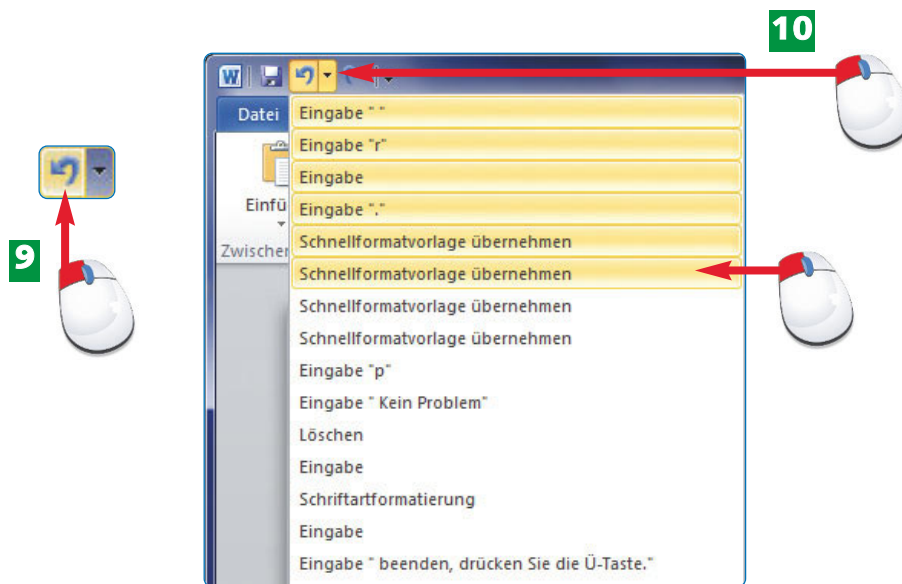 10
W
Datei
Eingabe " "
Eingabe "r"
Eingabe
Einfü
Eingabe "."
Zwischer
Schnellformatvorlage übernehmen
Schnellformatvorlage übernehmen
Schnellformatvorlage übernehmen
Schnellformatvorlage übernehmen
Eingabe "p"
Eingabe " Kein Problem"
Löschen
Eingabe
Schriftartformatierung
Eingabe
Eingabe " beenden, drücken Sie die Ü-Taste."
9